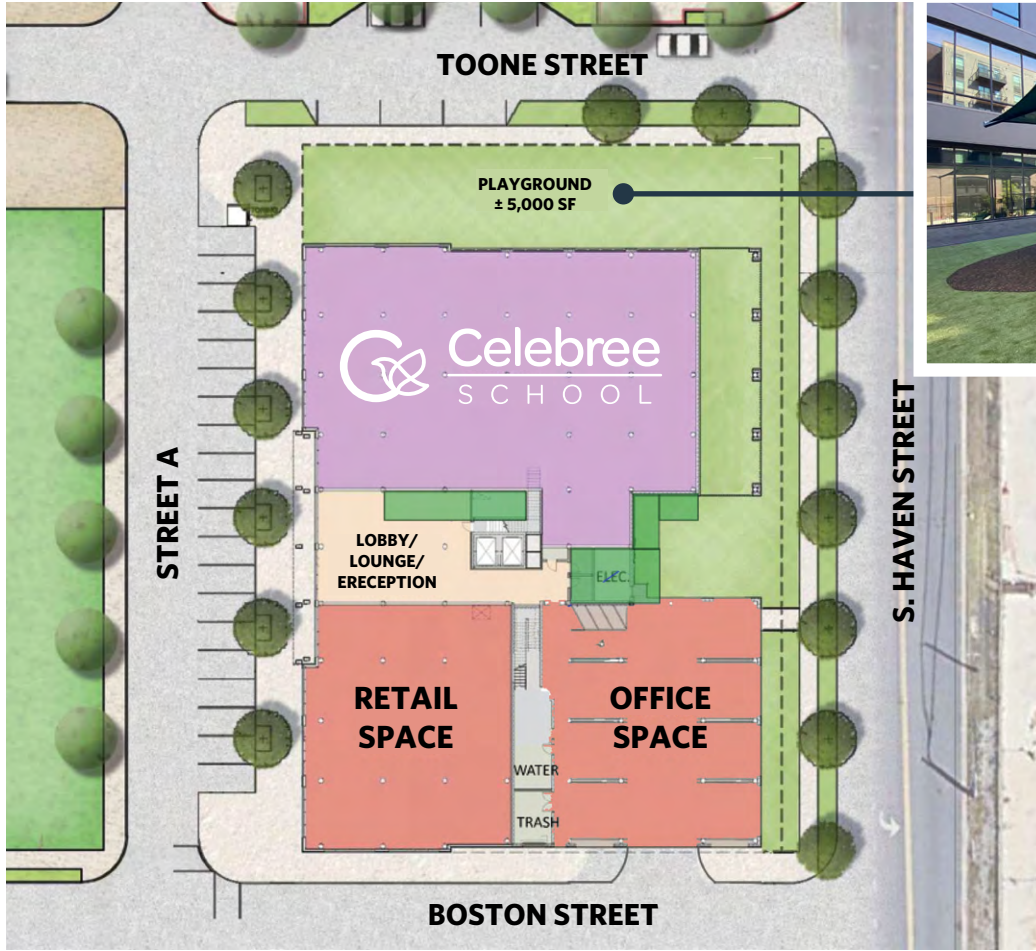 TOONE STREET
PLAYGROUND
± 5,000 SF
Celebree
SCHOOL
STREET A
S. HAVEN STREET
LOBBY/
LOUNGE/
ERECEPTION
ELEC.
RETAIL
SPACE
OFFICE
SPACE
WATER
TRASH
BOSTON STREET